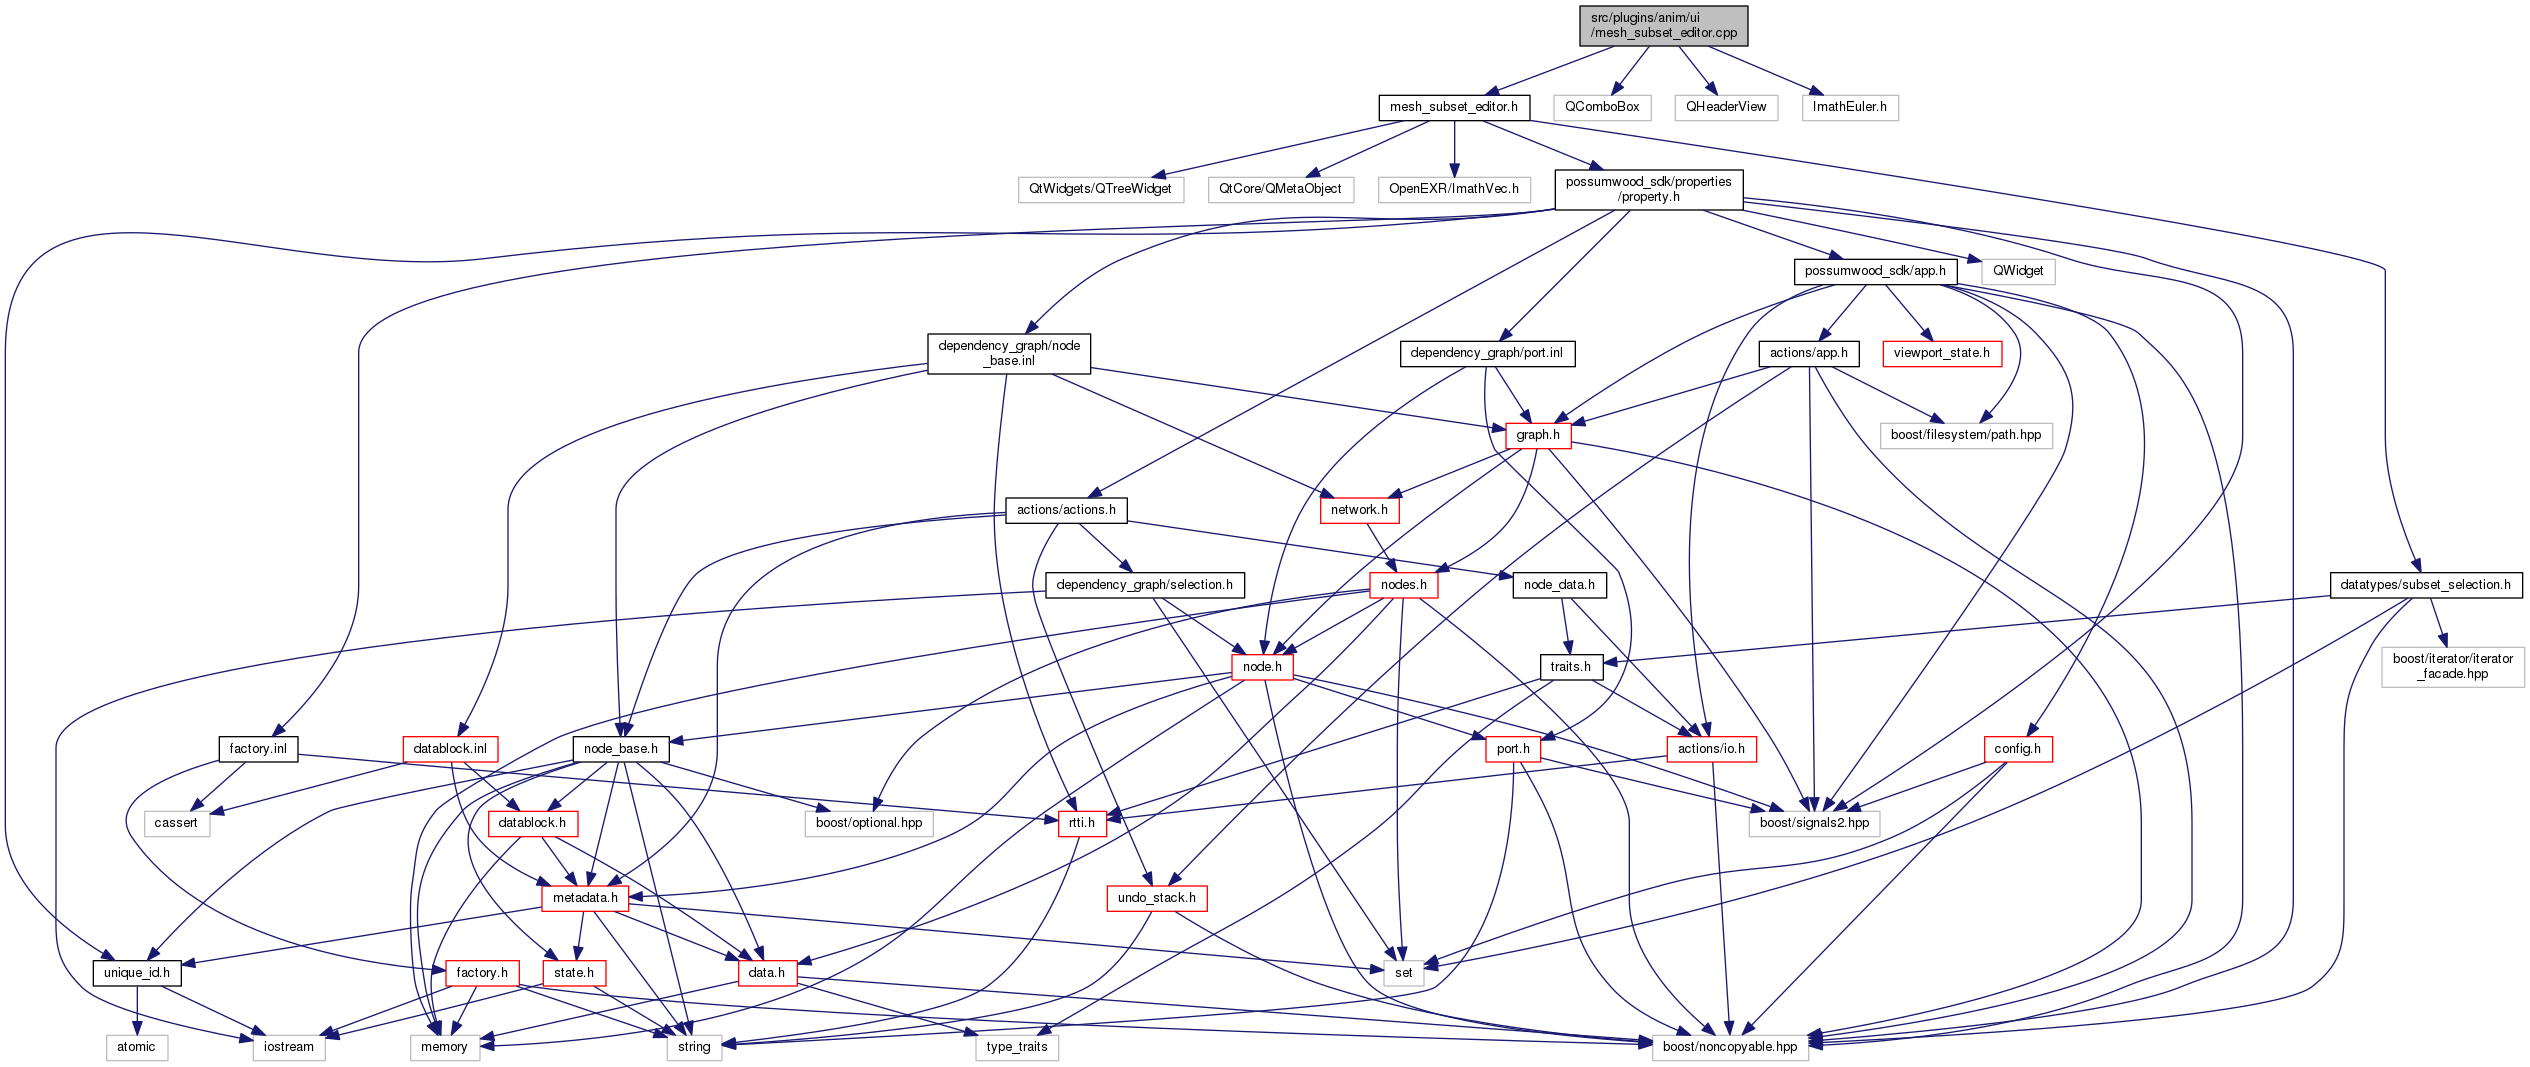 src/plugins/anim/ui
/mesh_subset_editor.cpp
mesh_subset_editor.h
QComboBox
QHeaderView
ImathEuler.h
QtWidgets/QTreeWidget
QtCore/QMetaObject
OpenEXR/ImathVec.h
possumwood_sdk/properties
/property.h
possumwood_sdk/app.h
QWidget
dependency_graph/node
_base.inl
dependency_graph/port.inl
actions/app.h
viewport_state.h
graph.h
boost/filesystem/path.hpp
actions/actions.h
network.h
dependency_graph/selection.h
nodes.h
node_data.h
datatypes/subset_selection.h
node.h
traits.h
boost/iterator/iterator
_facade.hpp
factory.inl
datablock.inl
node_base.h
port.h
actions/io.h
config.h
cassert
datablock.h
boost/optional.hpp
rtti.h
boost/signals2.hpp
metadata.h
undo_stack.h
unique_id.h
factory.h
state.h
data.h
set
atomic
iostream
memory
string
type_traits
boost/noncopyable.hpp